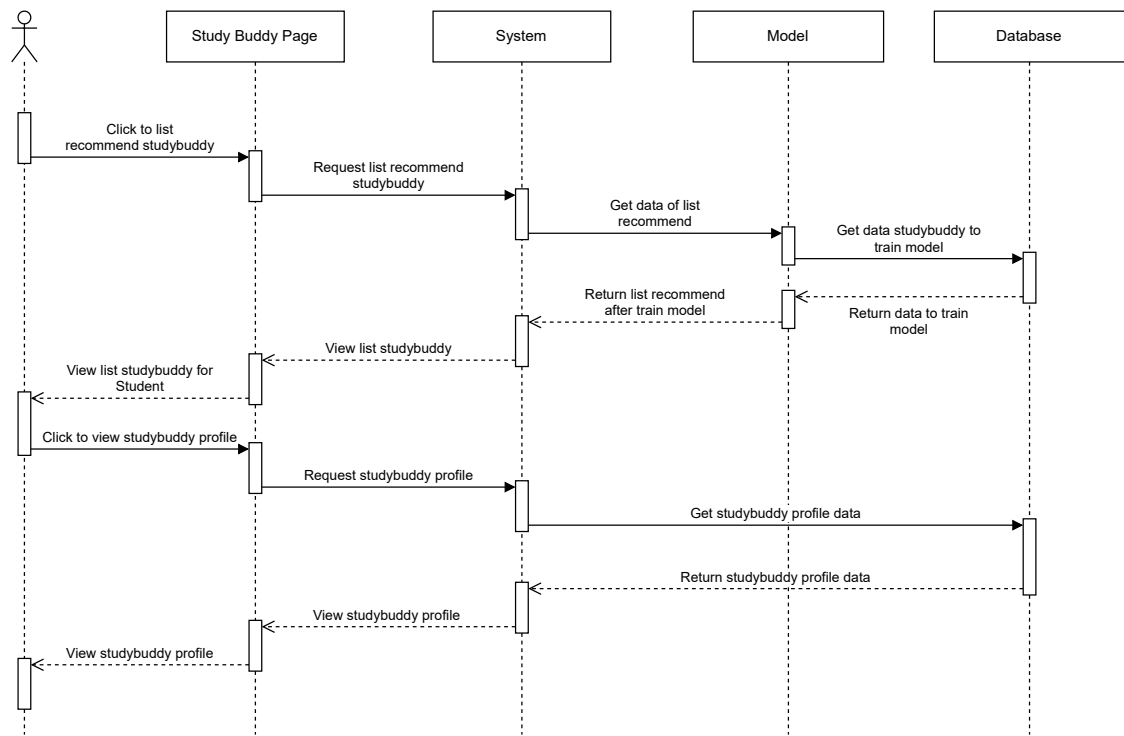 Study Buddy Page
System
Model
Database
Click to list
recommend studybuddy
Request list recommend
studybuddy
Get data of list
recommend
Get data studybuddy to
train model
Return data to train
model
Return list recommend
after train model
View list studybuddy
View list studybuddy for
Student
Click to view studybuddy profile
Request studybuddy profile
Get studybuddy profile data
Return studybuddy profile data
View studybuddy profile
View studybuddy profile